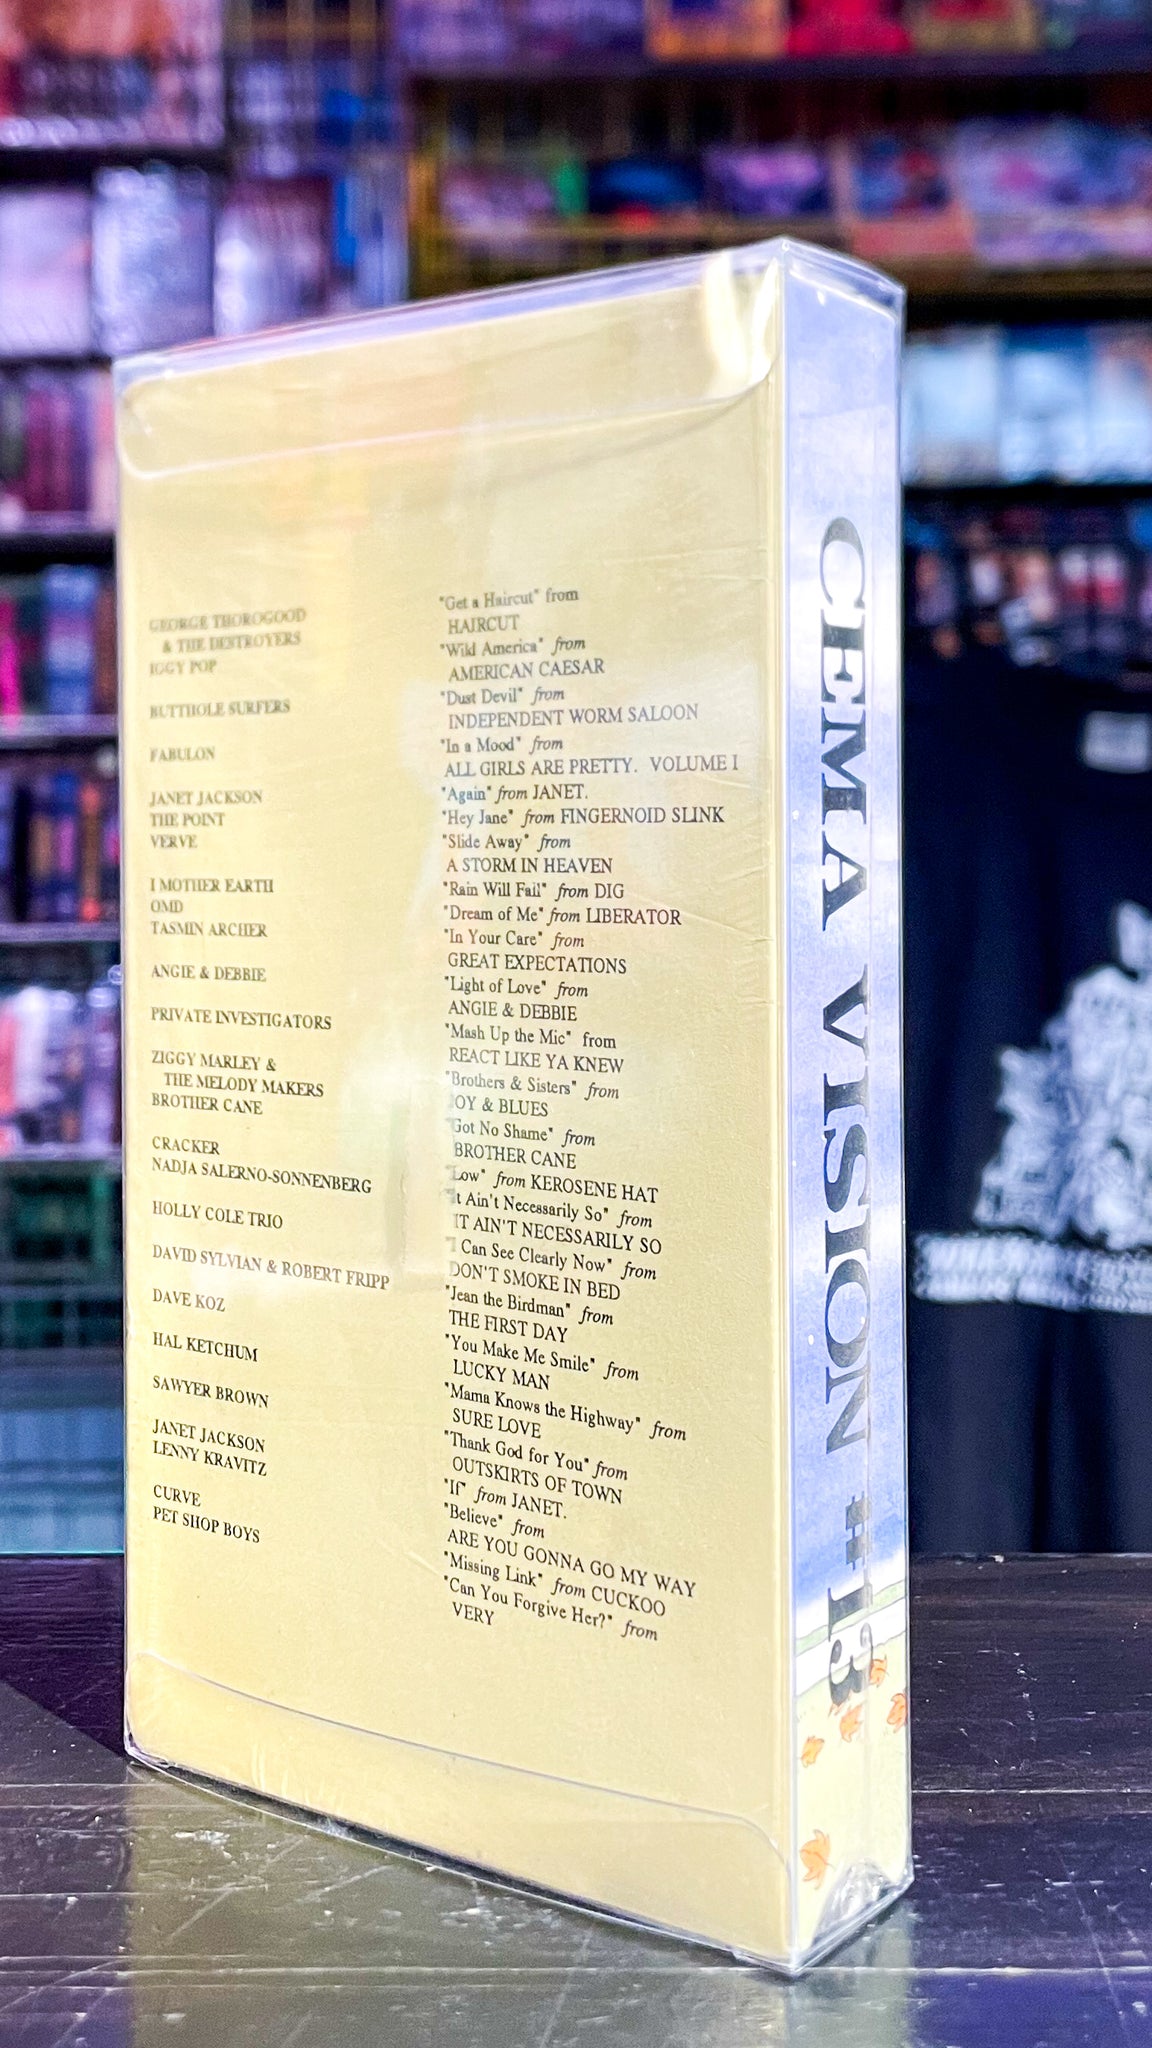 GEORGE THOROGOOD
& THE DESTROYERS
IGGY POP
BUTTHOLE SURFERS
FABULON
JANET JACKSON
THE POINT
VERVE
I MOTHER EARTH
OMD
TASMIN ARCHER
ANGIE & DEBBIE
PRIVATE INVESTIGATORS
ZIGGY MARLEY &
THE MELODY MAKERS
BROTHER CANE
CRACKER
NADJA SALERNO-SONNENBERG
HOLLY COLE TRIO
DAVID SYLVIAN & ROBERT FRIPP
DAVE KOZ
HAL KETCHUM
SAWYER BROWN
JANET JACKSON
LENNY KRAVITZ
CURVE
PET SHOP BOYS
"Get a Haircut" from
HAIRCUT
"Wild America" from
AMERICAN CAESAR
"Dust Devil" from
INDEPENDENT WORM SALOON
"In a Mood" from
ALL GIRLS ARE PRETTY. VOLUME I
"Again" from JANET.
"Hey Jane" from FINGERNOID SLINK
"Slide Away" from
A STORM IN HEAVEN
"Rain Will Fall" from DIG
"Dream of Me" from LIBERATOR
"In Your Care" from
GREAT EXPECTATIONS
"Light of Love" from
ANGIE & DEBBIE
"Mash Up the Mic" from
REACT LIKE YA KNEW
"Brothers & Sisters" from
JOY & BLUES
"Got No Shame" from
BROTHER CANE
"Low" from KEROSENE HAT
"It Ain't Necessarily So" from
IT AIN'T NECESSARILY SO
"I Can See Clearly Now" from
DON'T SMOKE IN BED
"Jean the Birdman" from
THE FIRST DAY
"You Make Me Smile" from
LUCKY MAN
"Mama Knows the Highway" from
SURE LOVE
"Thank God for You" from
OUTSKIRTS OF TOWN
"If" from JANET.
"Believe" from
ARE YOU GONNA GO MY WAY
"Missing Link" from CUCKOO
"Can You Forgive Her?" from
VERY
CEMA VISION #13